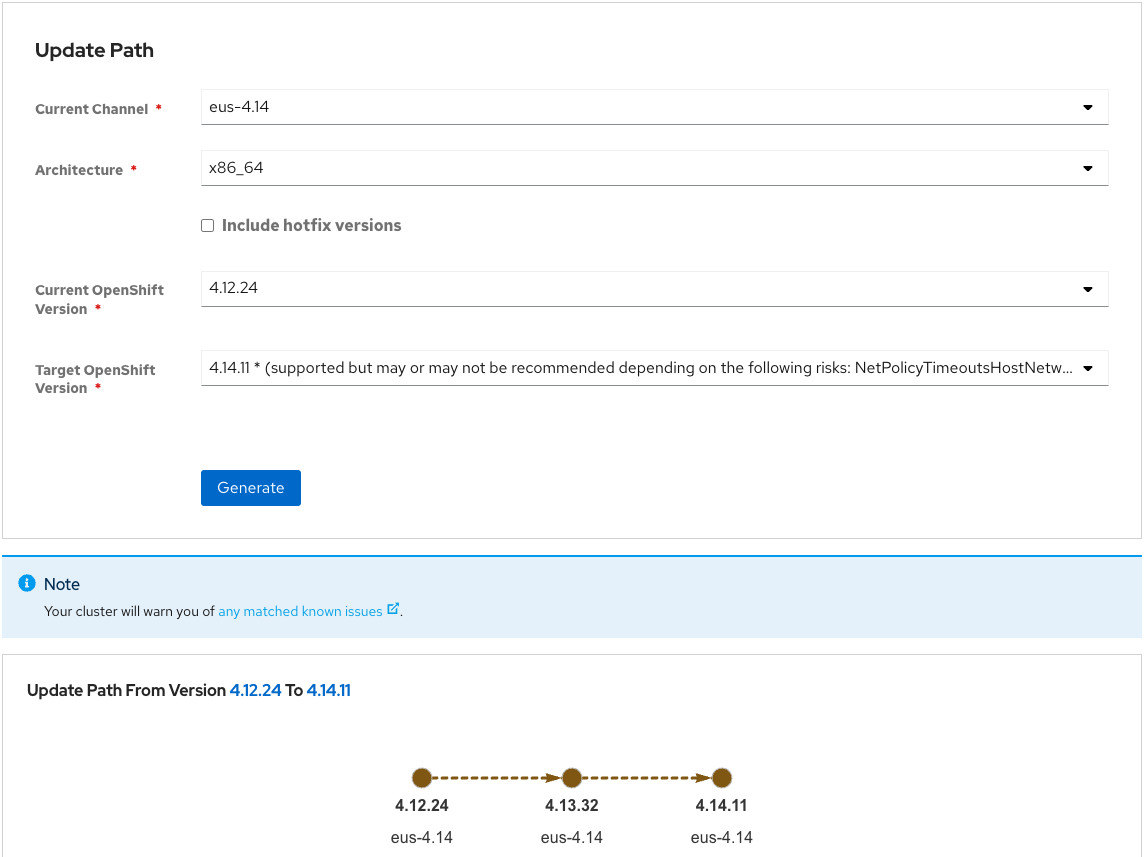 Update Path
Current Channel *
eus-4.14
Architecture *
x86_64
Include hotfix versions
Current OpenShift
Version *
4.12.24
Target OpenShift
Version *
4.14.11 * (supported but may or may not be recommended depending on the following risks: NetPolicyTimeoutsHostNetw...
Generate
Note
Your cluster will warn you of any matched known issues.
Update Path From Version 4.12.24 To 4.14.11
4.12.24 4.13.32 4.14.11
eus-4.14 eus-4.14 eus-4.14